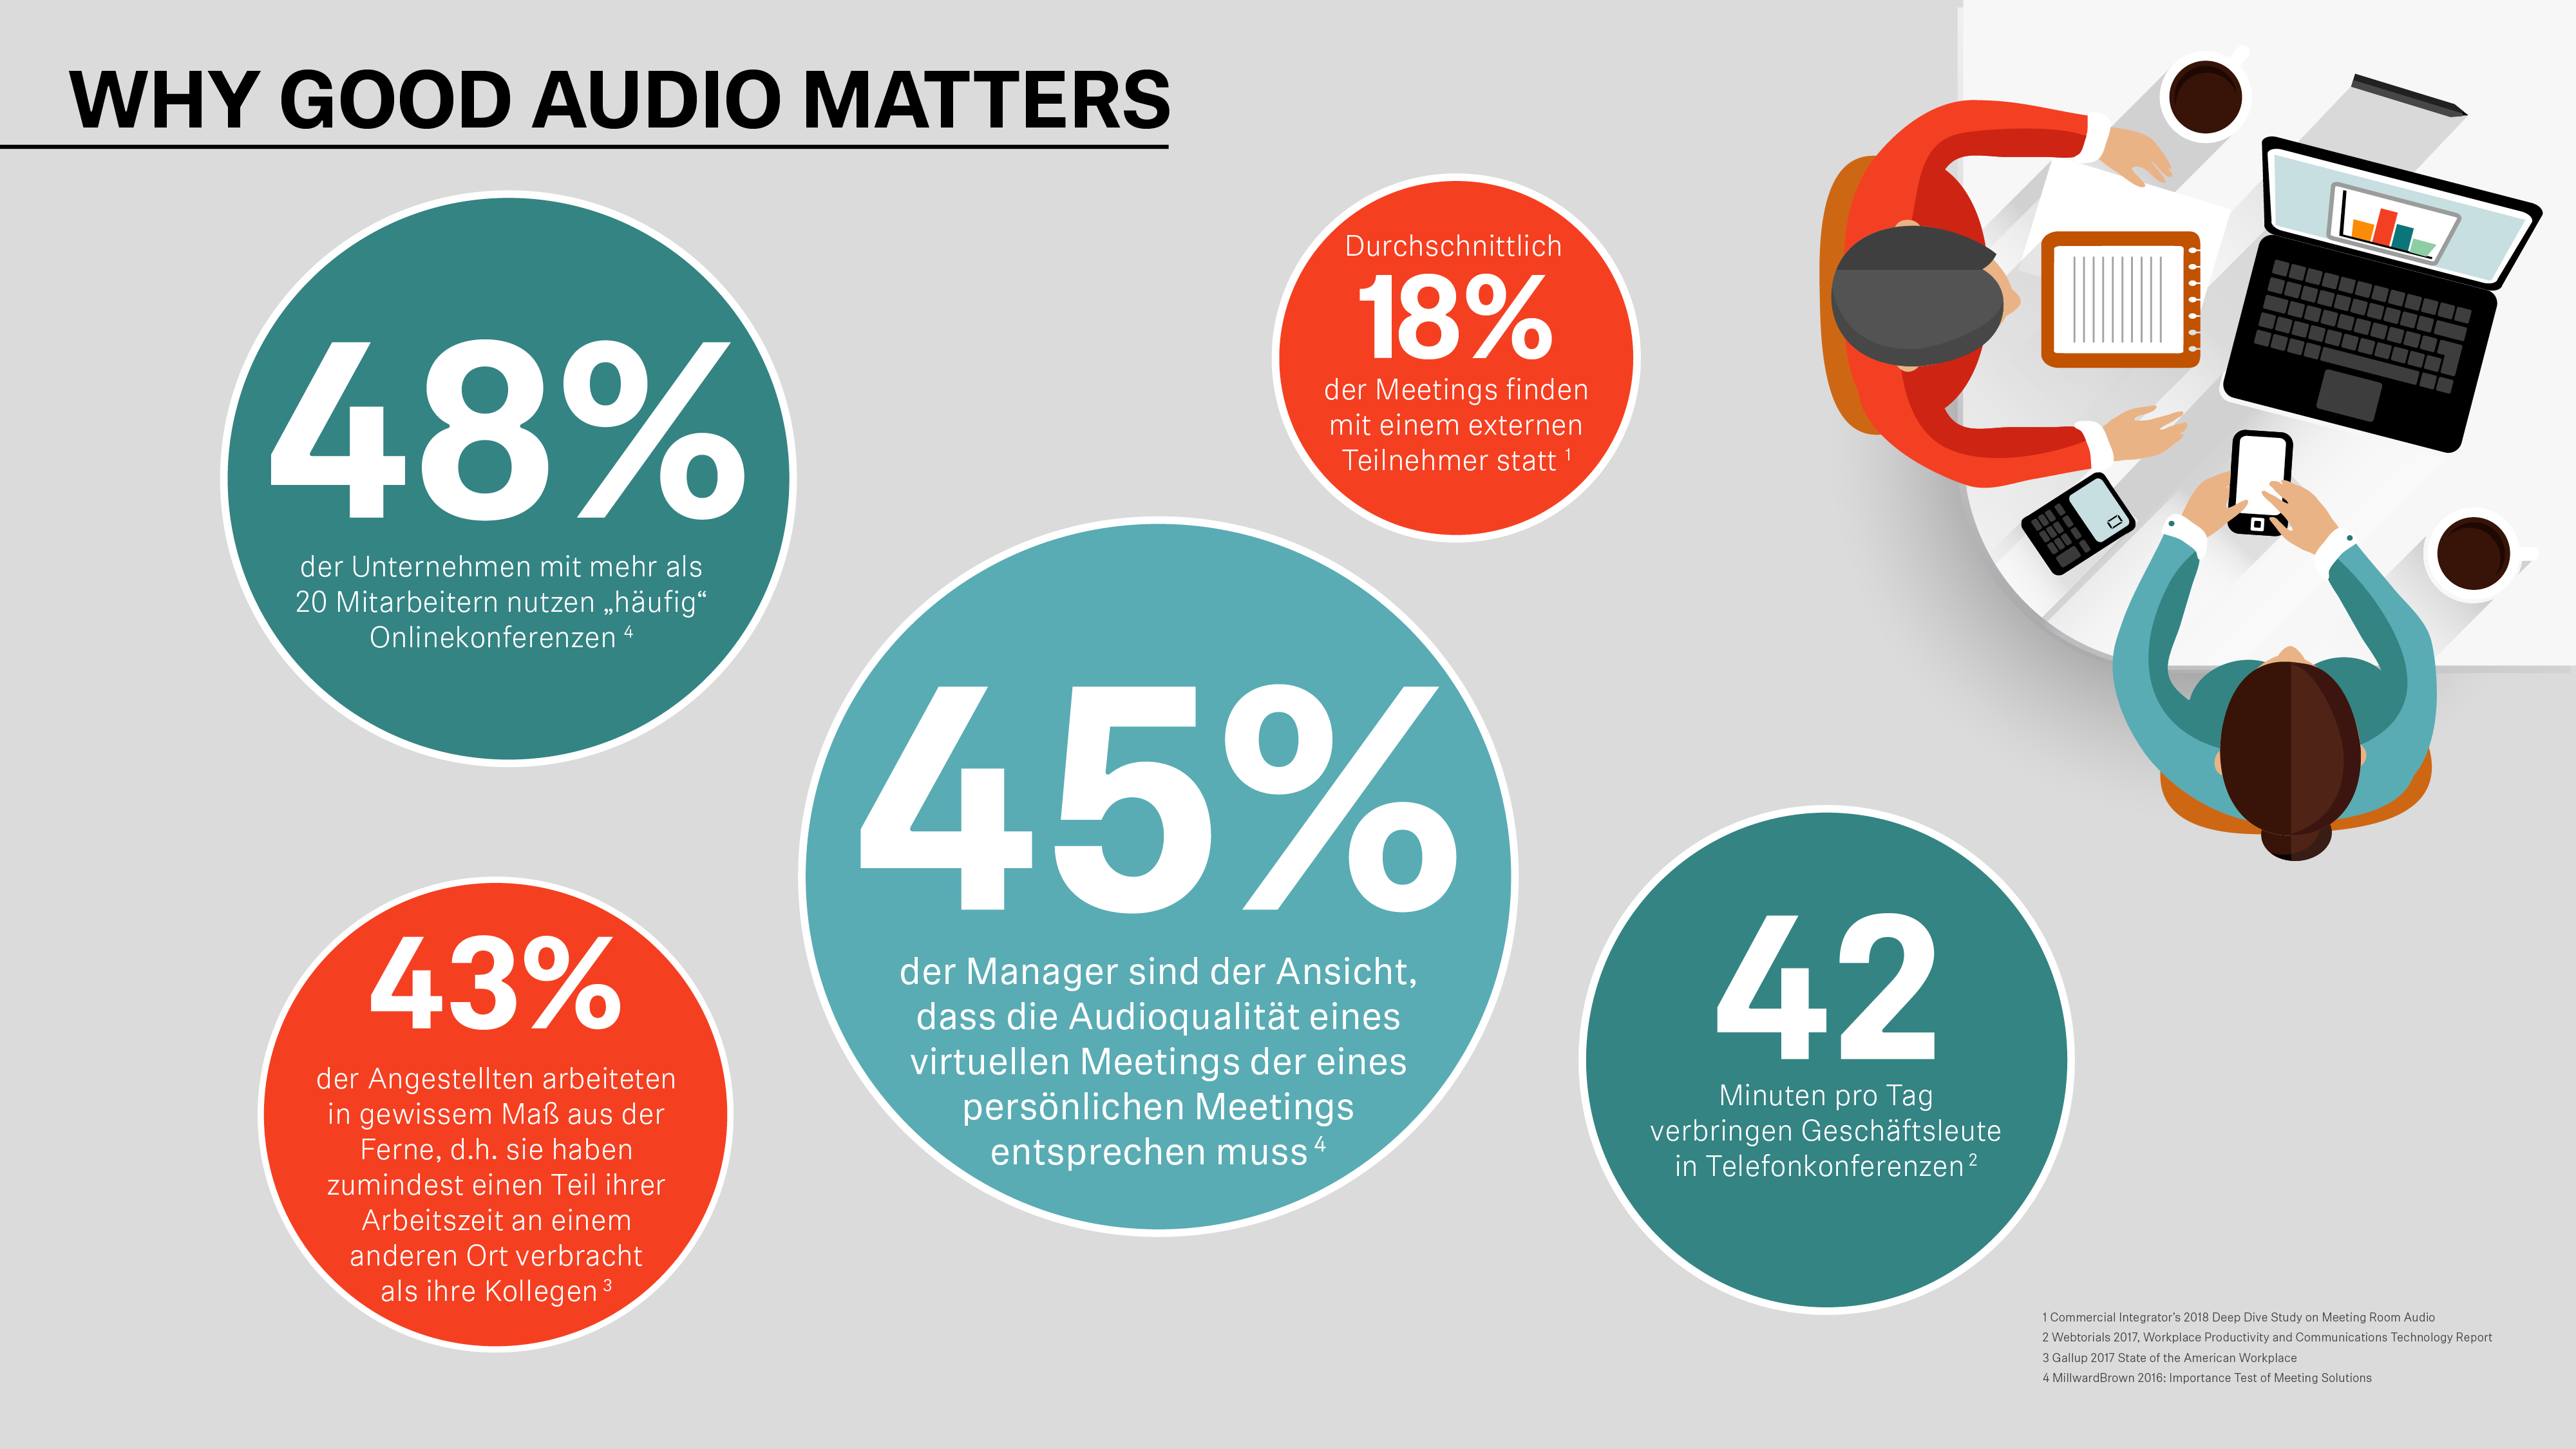 WHY GOOD AUDIO MATTERS
48%
der Unternehmen mit mehr als
20 Mitarbeitern nutzen „häufig“
Onlinekonferenzen 4
Durchschnittlich
18%
der Meetings finden
mit einem externen
Teilnehmer statt 1
45%
der Manager sind der Ansicht,
dass die Audioqualität eines
virtuellen Meetings der eines
persönlichen Meetings
entsprechen muss 4
43%
der Angestellten arbeiteten
in gewissem Maß aus der
Ferne, d.h. sie haben
zumindest einen Teil ihrer
Arbeitszeit an einem
anderen Ort verbracht
als ihre Kollegen 3
42
Minuten pro Tag
verbringen Geschäftsleute
in Telefonkonferenzen 2
1 Commercial Integrator’s 2018 Deep Dive Study on Meeting Room Audio
2 Webtorials 2017, Workplace Productivity and Communications Technology Report
3 Gallup 2017 State of the American Workplace
4 MillwardBrown 2016: Importance Test of Meeting Solutions